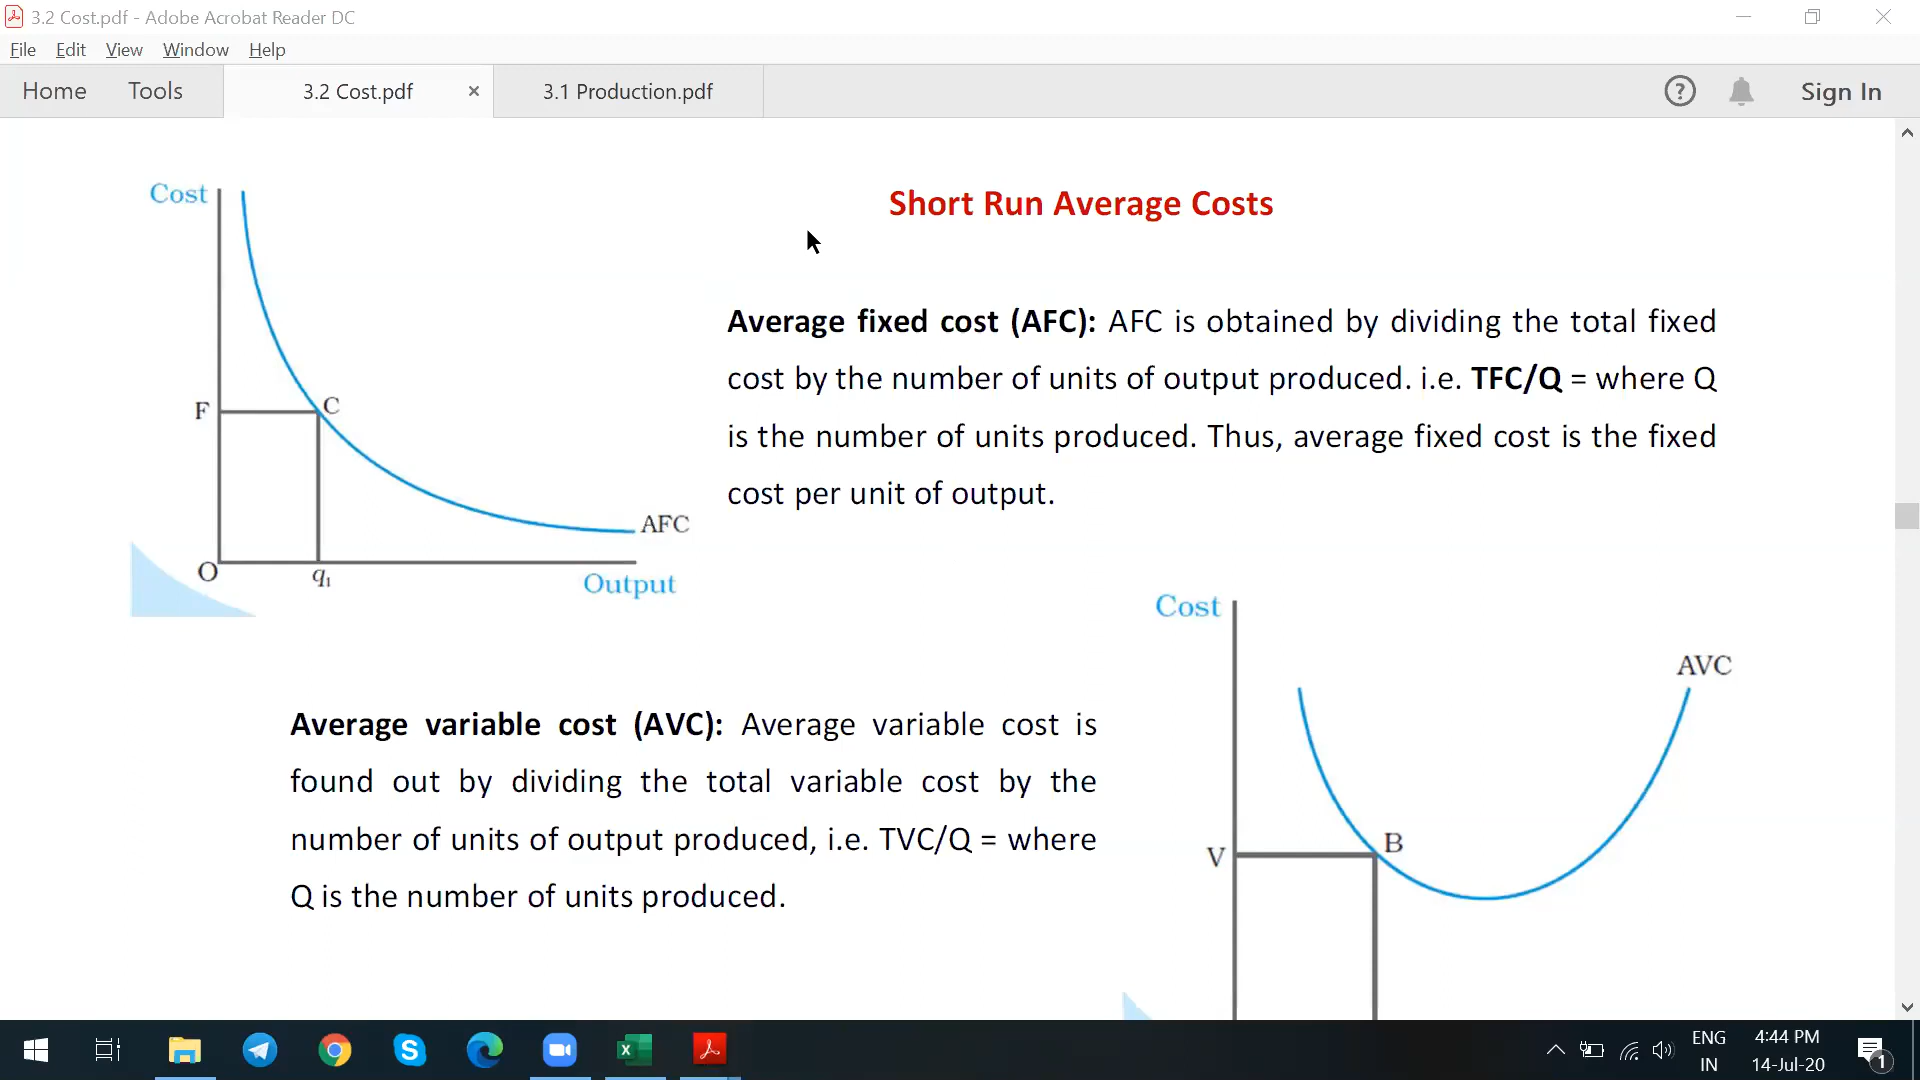 3.2 Cost.pdf - Adobe Acrobat Reader DC
File Edit View Window Help
Home Tools 3.2 Cost.pdf × 3.1 Production.pdf ? Sign In
Cost
Short Run Average Costs
Average fixed cost (AFC): AFC is obtained by dividing the total fixed
cost by the number of units of output produced. i.e. TFC/Q = where Q
is the number of units produced. Thus, average fixed cost is the fixed
cost per unit of output.
F C
AFC
O q₁
Output
Cost
AVC
Average variable cost (AVC): Average variable cost is
found out by dividing the total variable cost by the
number of units of output produced, i.e. TVC/Q = where
Q is the number of units produced.
V B
ENG
IN
4:44 PM
14-Jul-20
1